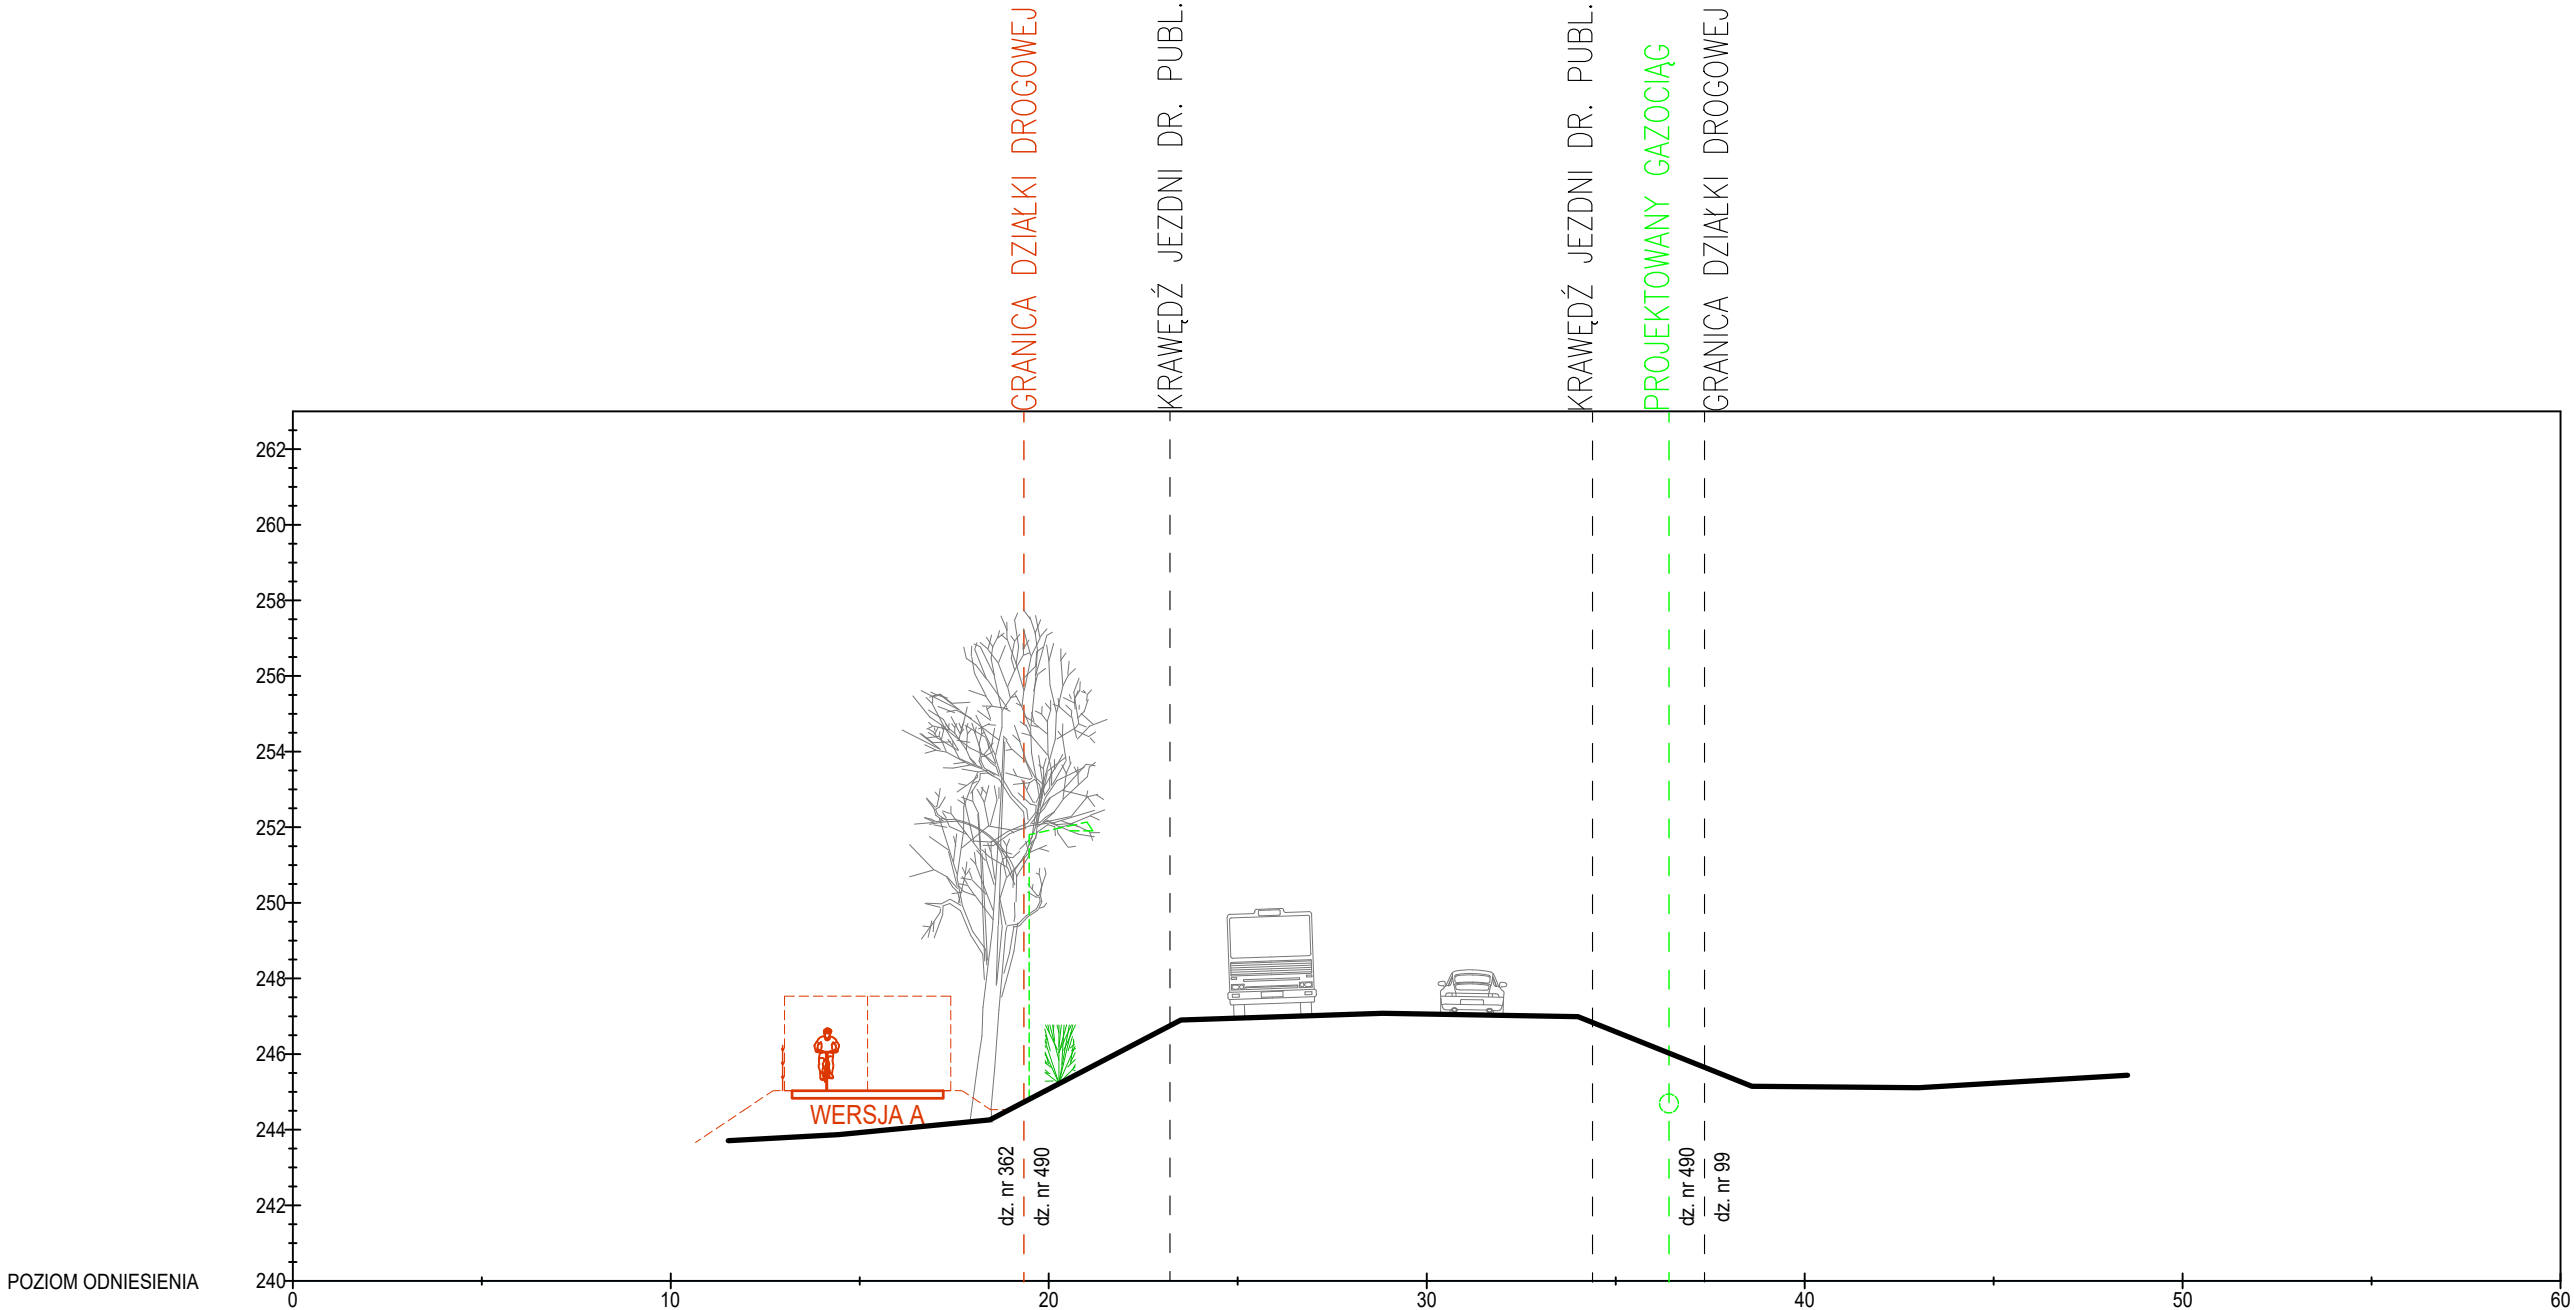 GRANICA DZIAŁKI DROGOWEJ
KRAWĘDŹ JEZDNI DR. PUBL.
KRAWĘDŹ JEZDNI DR. PUBL.
PROJEKTOWANY GAZOCIĄG
GRANICA DZIAŁKI DROGOWEJ
262
260
258
256
254
252
250
248
246
244
242
240
WERSJA A
dz. nr 362
dz. nr 490
dz. nr 490
dz. nr 99
POZIOM ODNIESIENIA
0 10 20 30 40 50 60